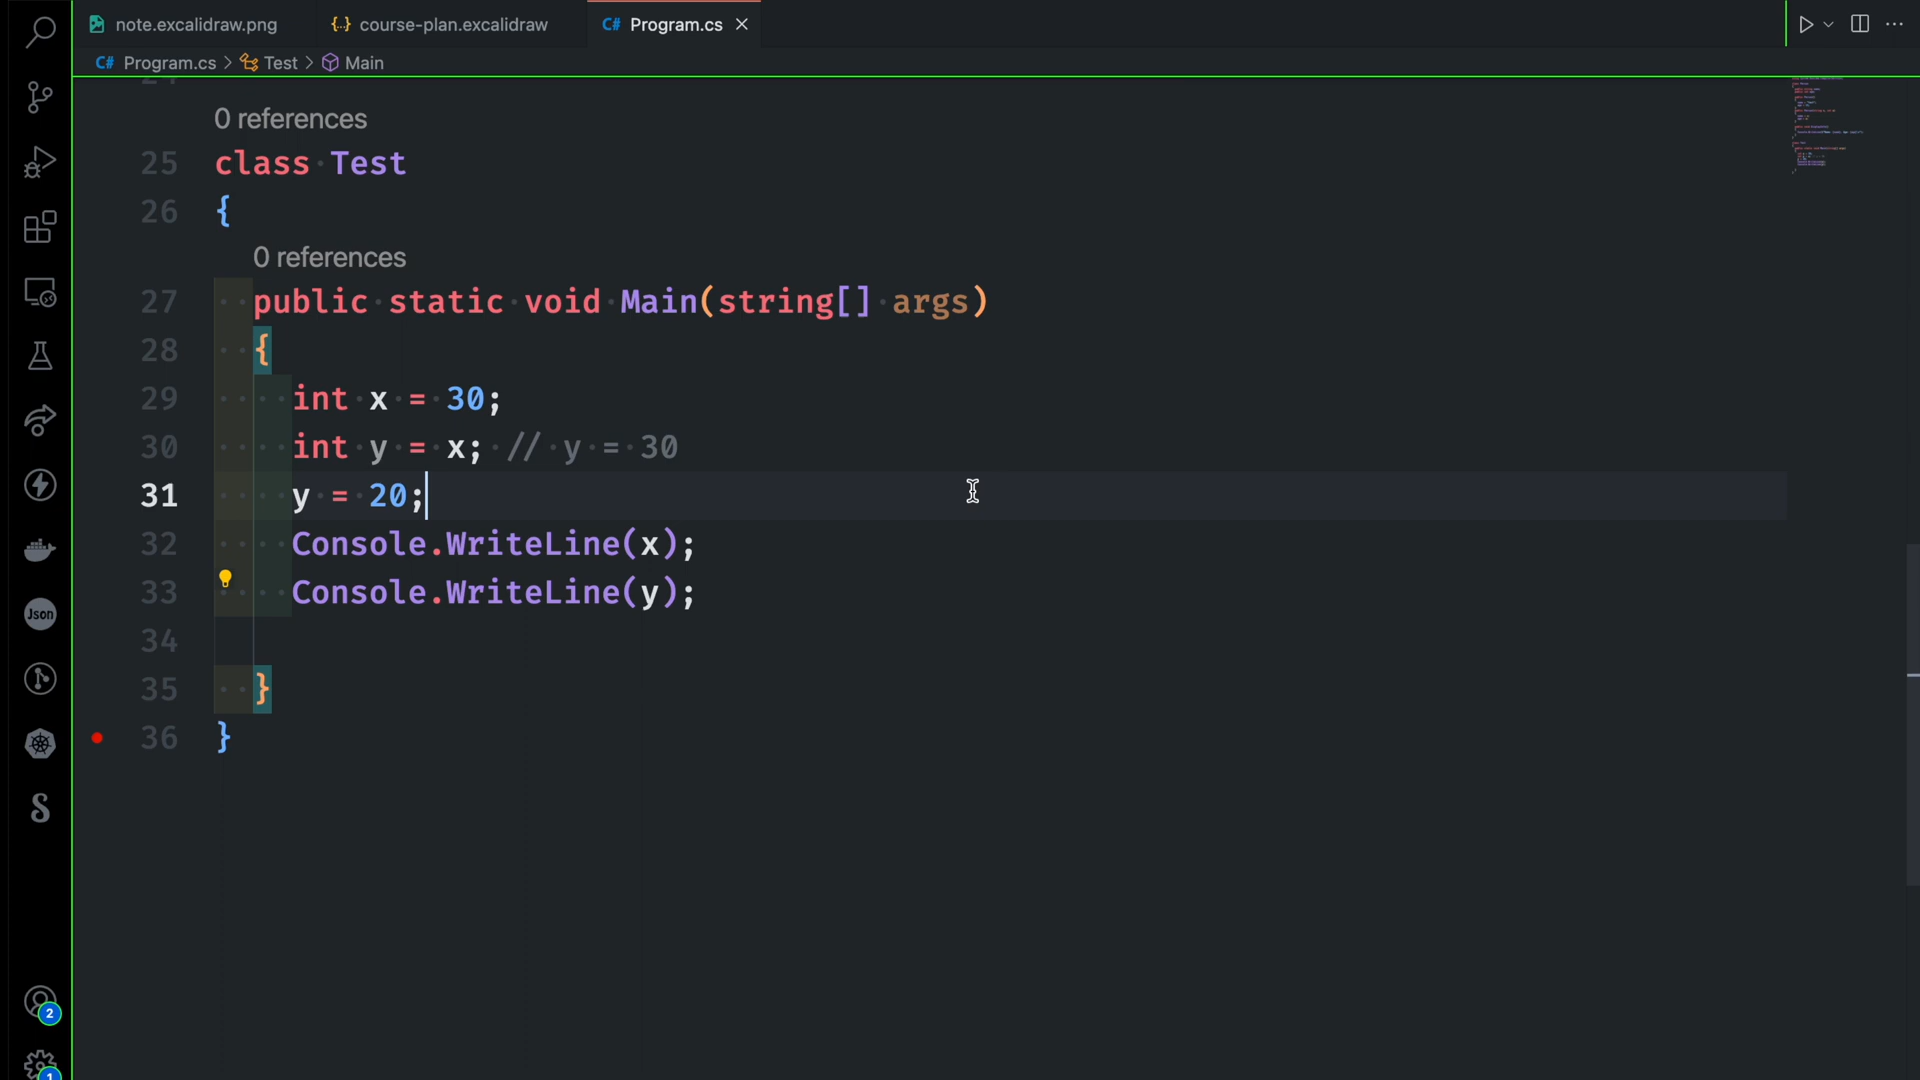 note.excalidraw.png
{..} course-plan.excalidraw
C# Program.cs
C# Program.cs > Test > Main
0 references
25 class Test
26 {
0 references
27 public static void Main(string[] args)
28 {
29 int x = 30;
30 int y = x; // y = 30
31 y = 20;
32 Console.WriteLine(x);
33 Console.WriteLine(y);
34
35 }
36 }
Json
2
1